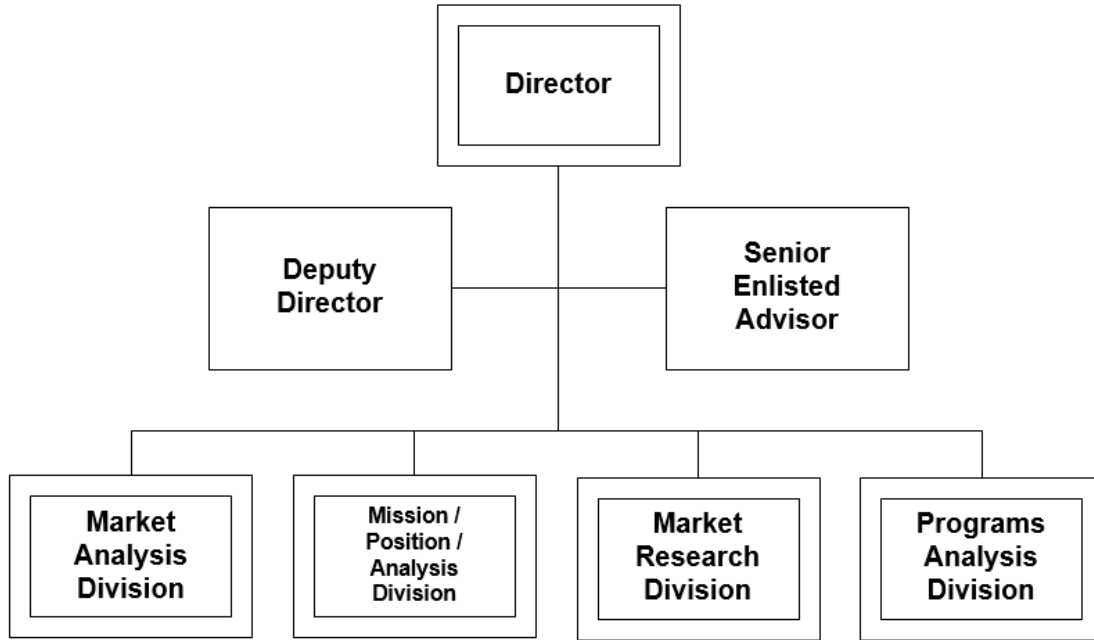 Director
Deputy
Director
Senior
Enlisted
Advisor
Market
Analysis
Division
Mission /
Position /
Analysis
Division
Market
Research
Division
Programs
Analysis
Division